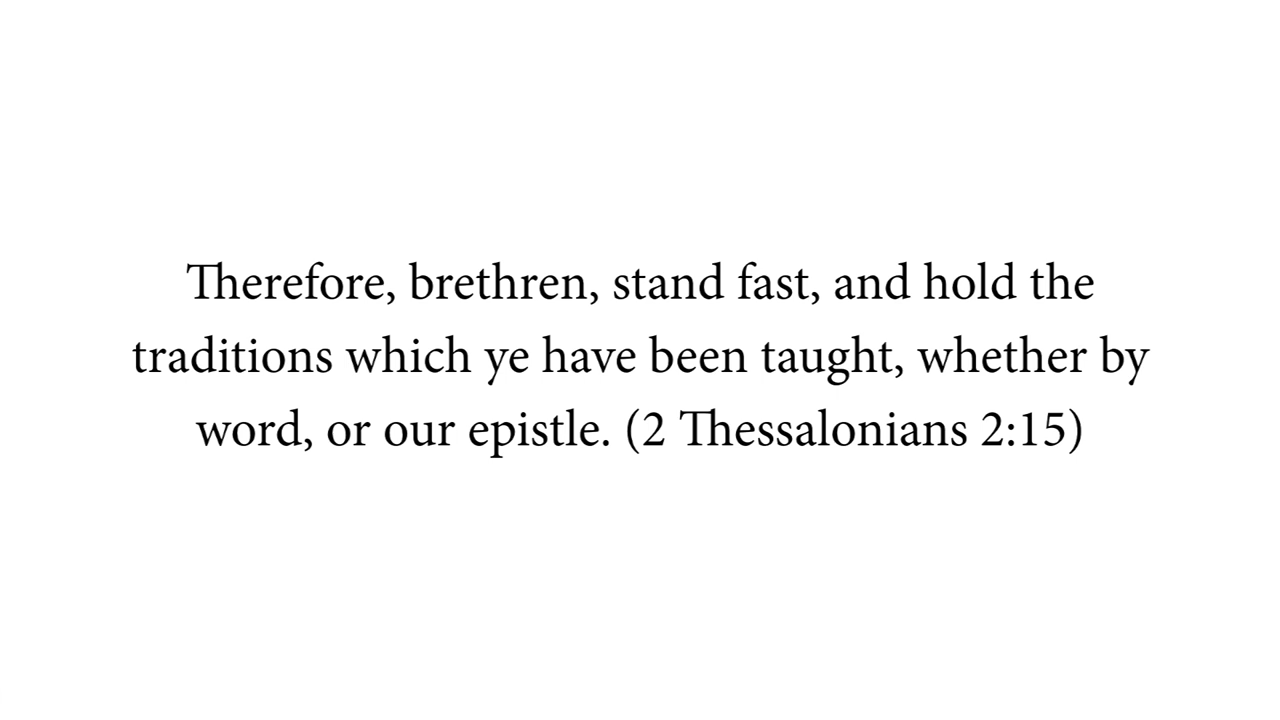 Therefore, brethren, stand fast, and hold the
traditions which ye have been taught, whether by
word, or our epistle. (2 Thessalonians 2:15)